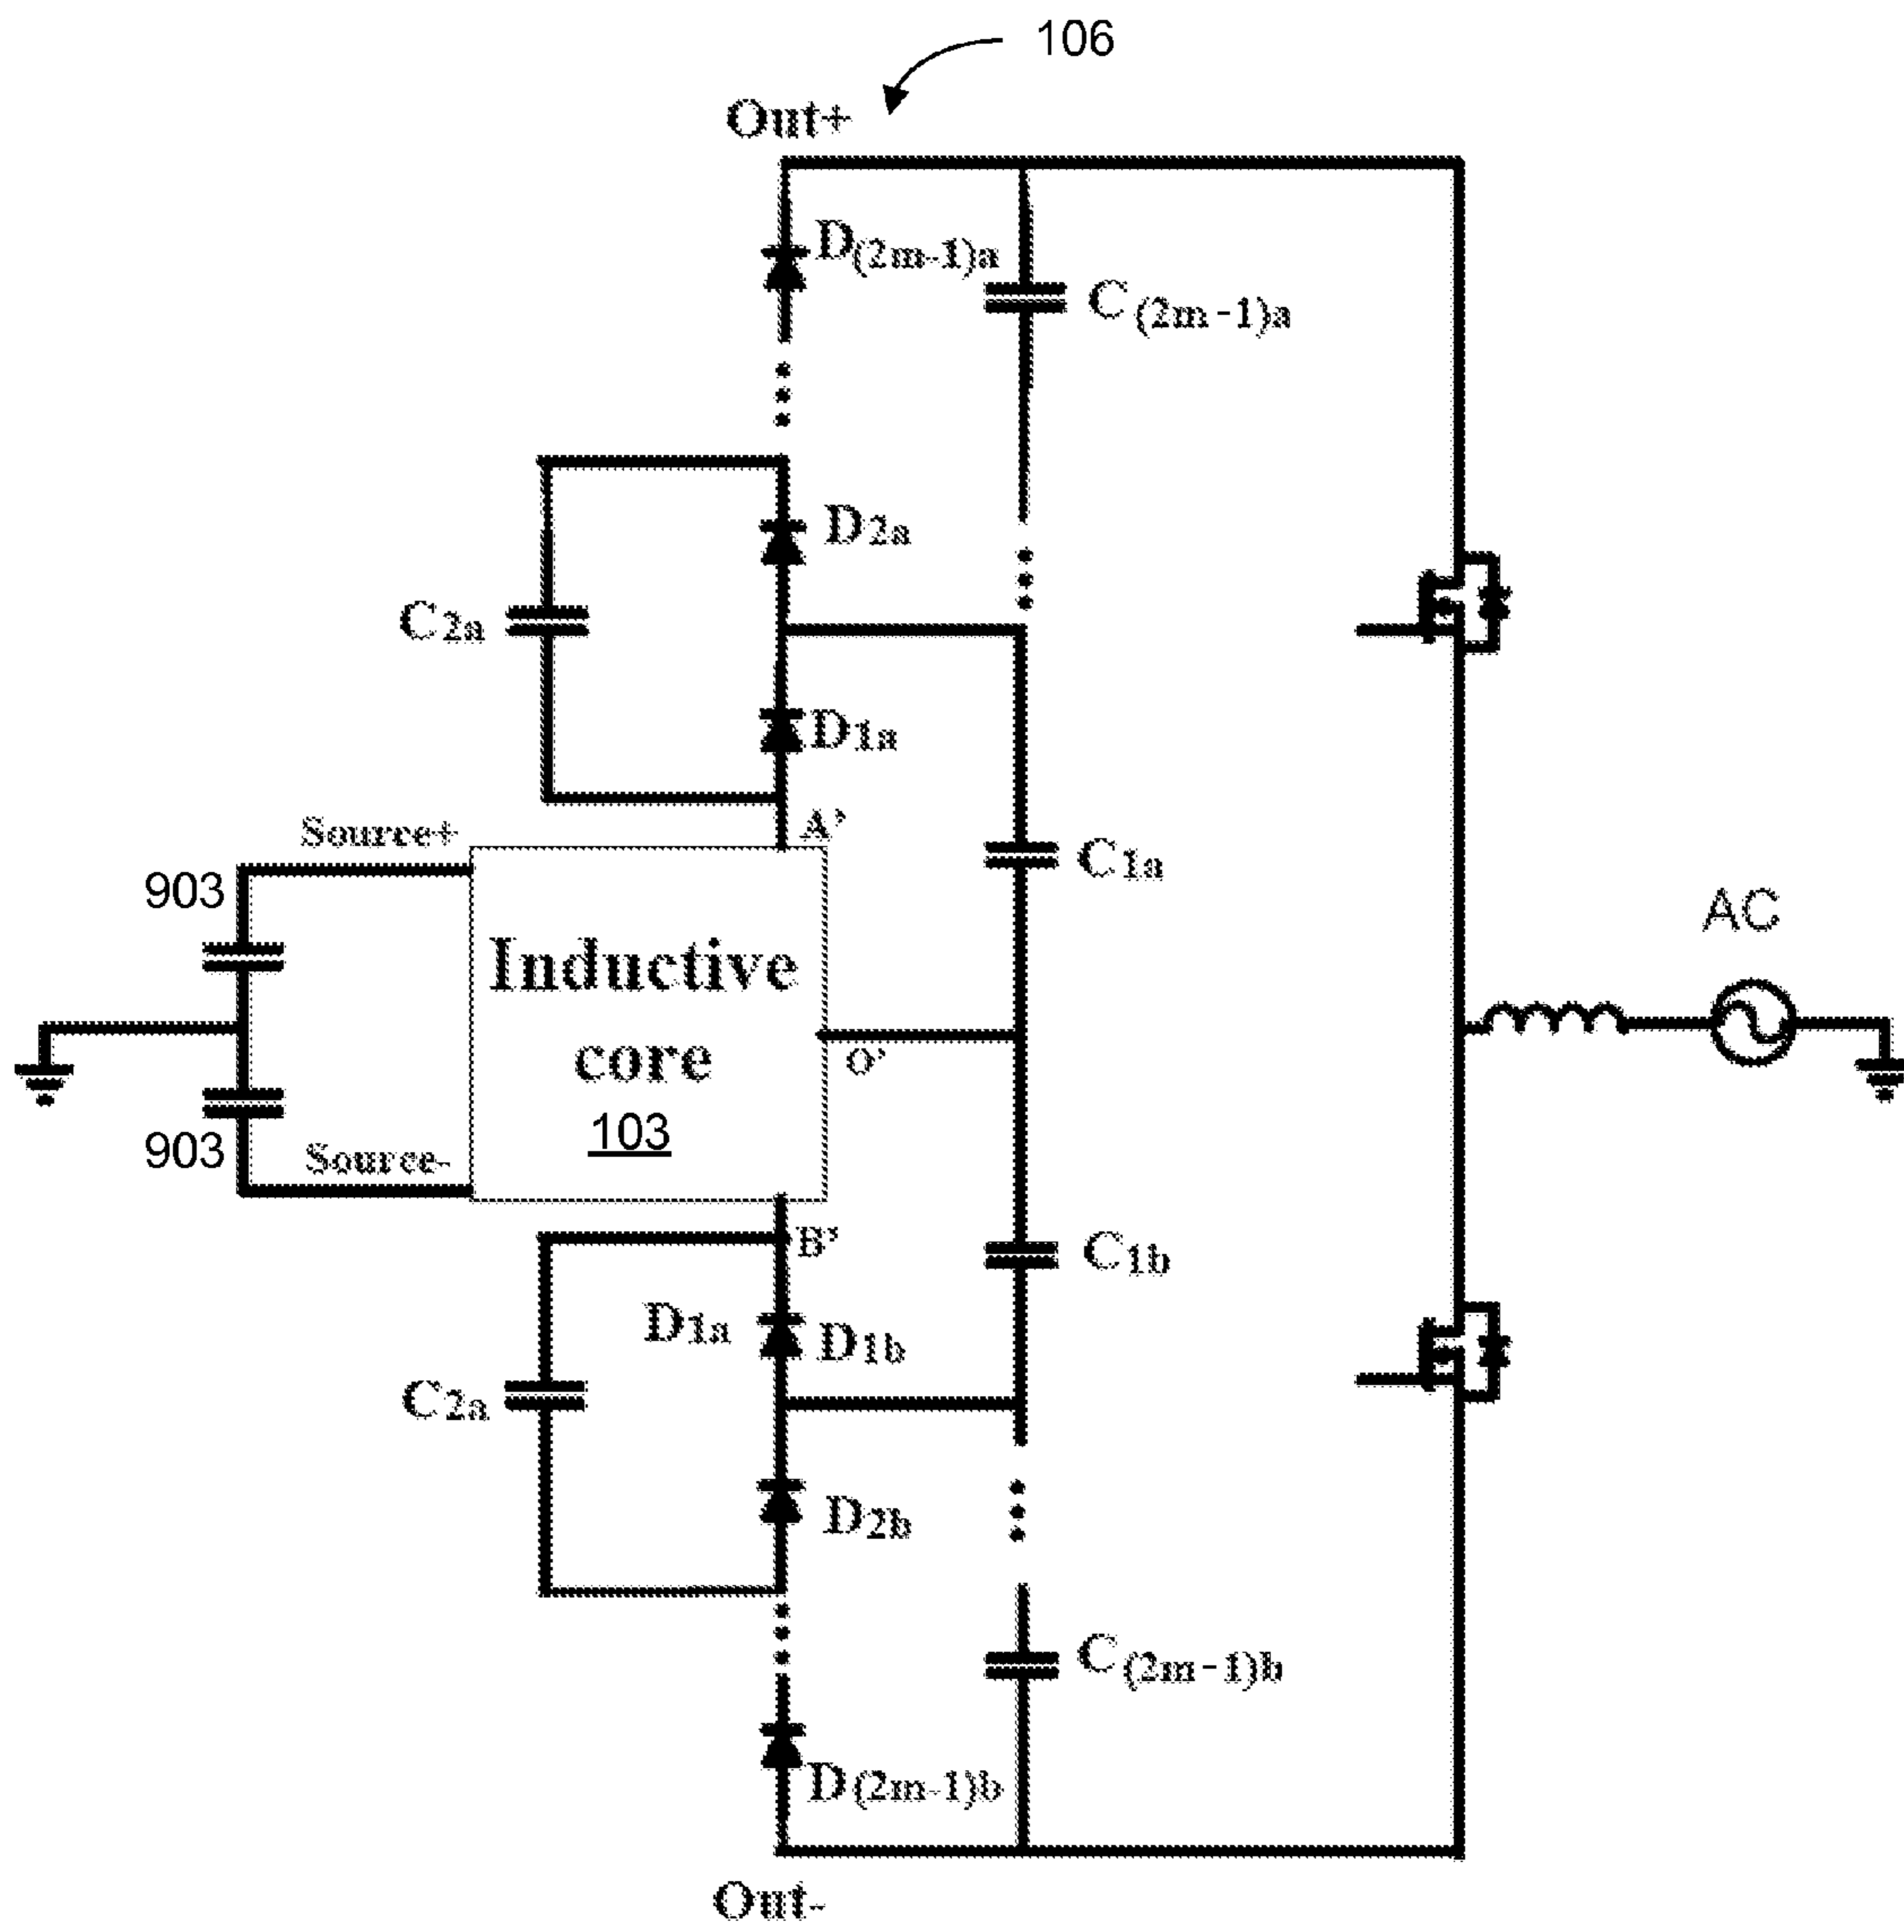 106
Out+
D(2m-1)a
C(2m-1)a
D2a
C2a
D1a
A'
Source+
903
C1a
AC
Inductive
core
103
O'
903
Source-
B'
C1b
D1a
D1b
C2a
D2b
C(2m-1)b
D(2m-1)b
Out-